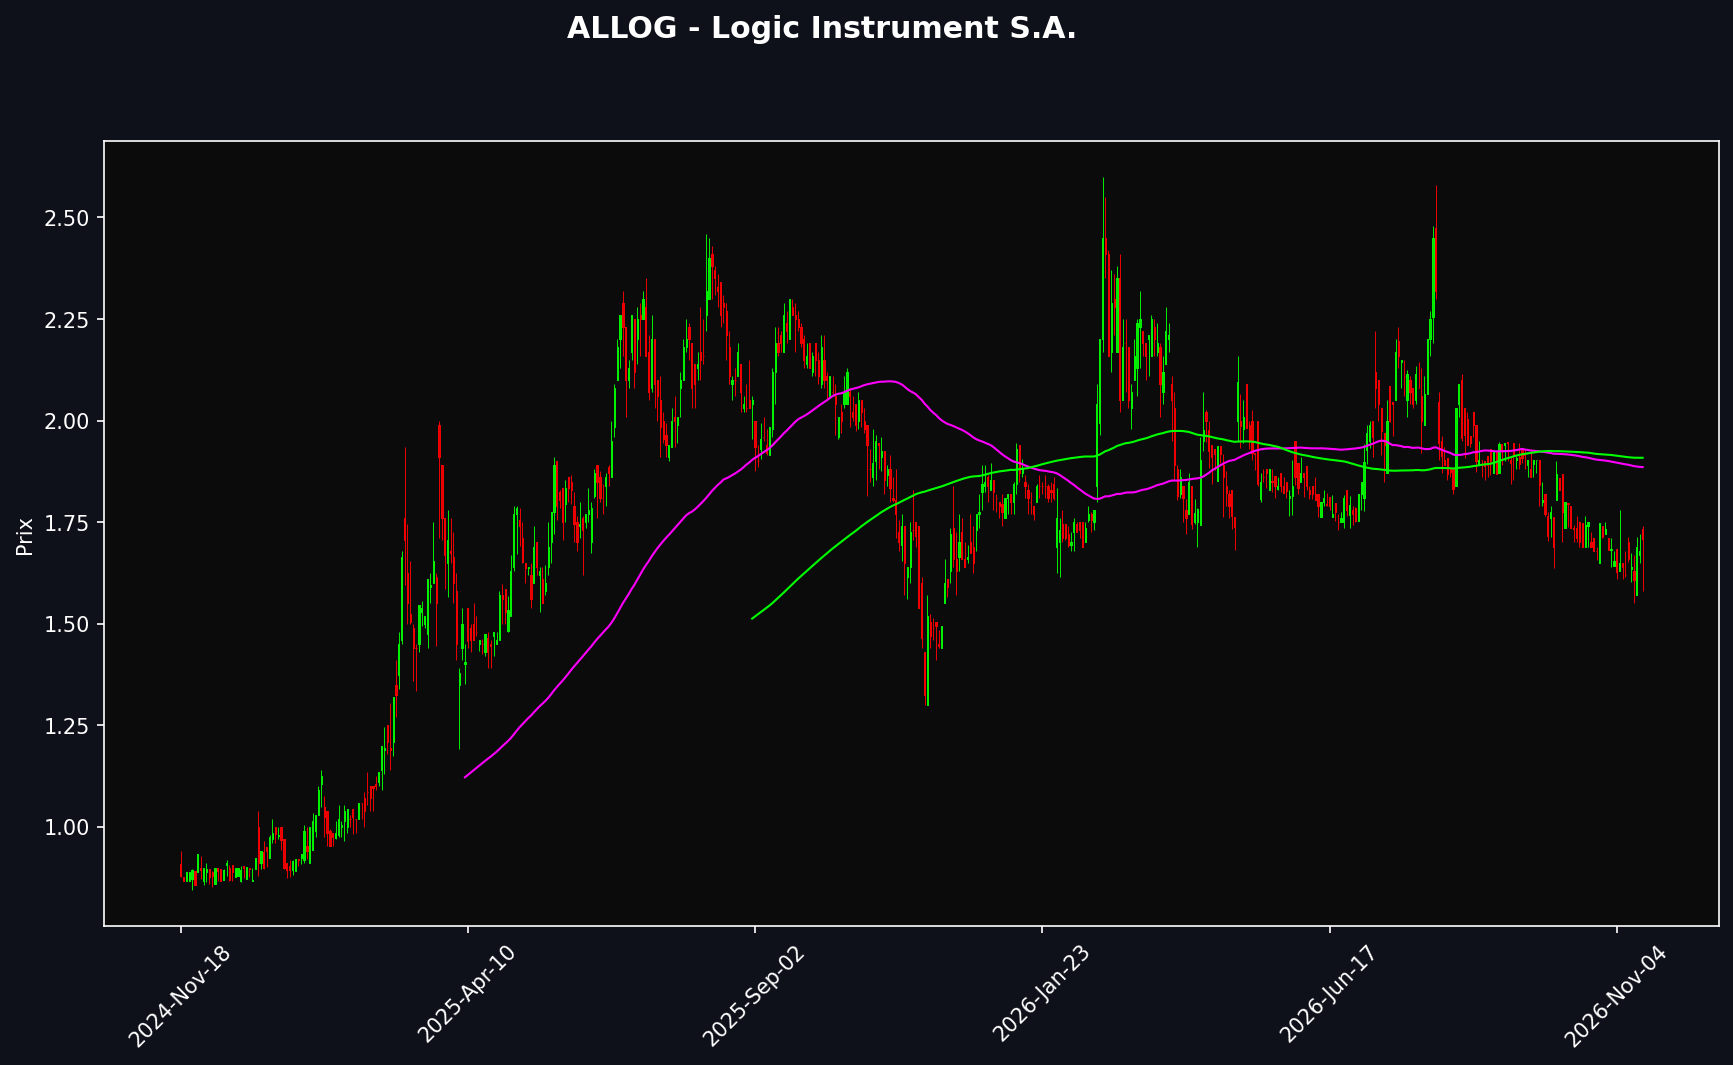 ALLOG - Logic Instrument S.A.
Prix
2.50
2.25
2.00
1.75
1.50
1.25
1.00
2024-Nov-18
2025-Apr-10
2025-Sep-02
2026-Jan-23
2026-Jun-17
2026-Nov-04